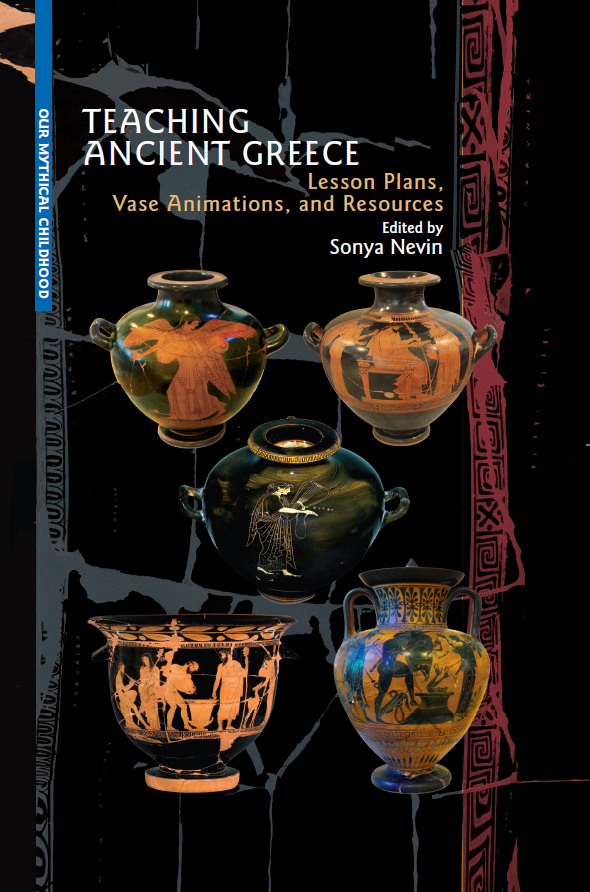 OUR MYTHICAL CHILDHOOD
TEACHING
ANCIENT GREECE
Lesson Plans,
Vase Animations, and Resources
Edited by
Sonya Nevin